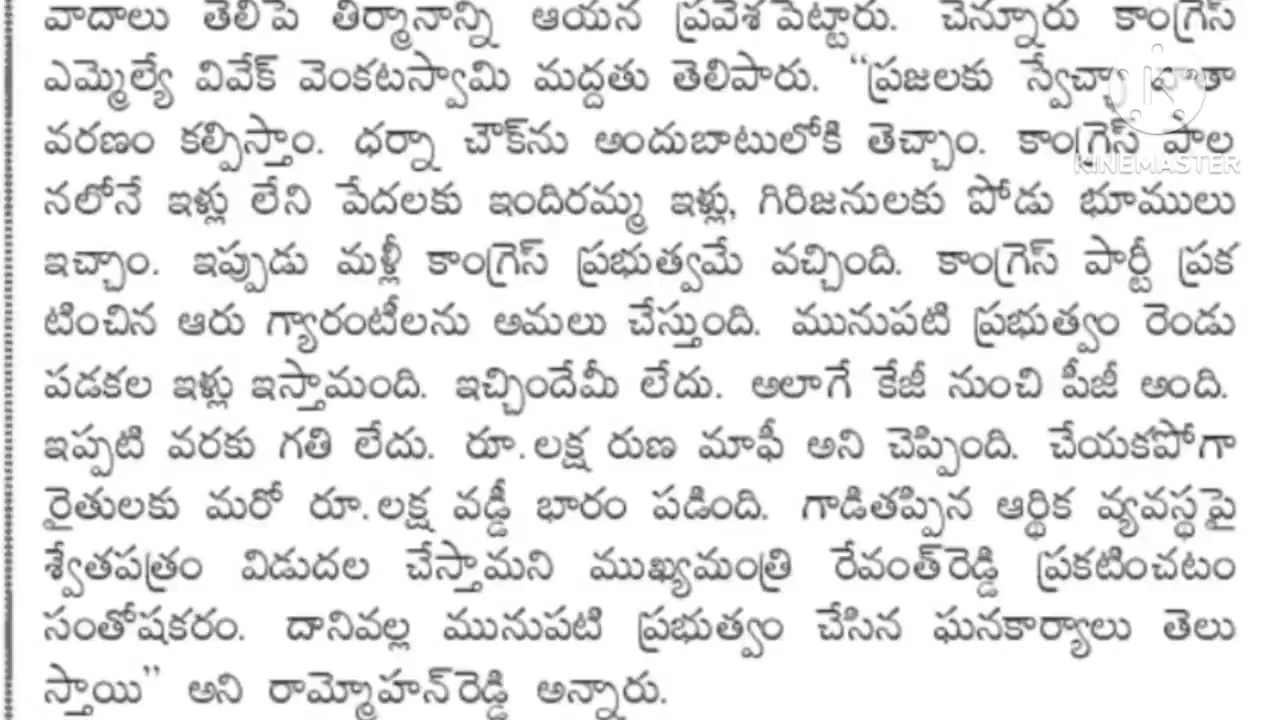 వాదాలు తెలిపే తీర్మానాన్ని ఆయన ప్రవేశపెట్టారు. చెన్నూరు కాంగ్రెస్
ఎమ్మెల్యే వివేక్ వెంకటస్వామి మద్దతు తెలిపారు. “ప్రజలకు స్వేచ్ఛా వాతా
వరణం కల్పిస్తాం. ధర్నా చౌక్‌ను అందుబాటులోకి తెచ్చాం. కాంగ్రెస్ పాల
KINEMASTER
నలోనే ఇళ్లు లేని పేదలకు ఇందిరమ్మ ఇళ్లు, గిరిజనులకు పోడు భూములు
ఇచ్చాం. ఇప్పుడు మళ్లీ కాంగ్రెస్ ప్రభుత్వమే వచ్చింది. కాంగ్రెస్ పార్టీ ప్రక
టించిన ఆరు గ్యారంటీలను అమలు చేస్తుంది. మునుపటి ప్రభుత్వం రెండు
పడకల ఇళ్లు ఇస్తామంది. ఇచ్చిందేమీ లేదు. అలాగే కేజీ నుంచి పీజీ అంది.
ఇప్పటి వరకు గతి లేదు. రూ.లక్ష రుణ మాఫీ అని చెప్పింది. చేయకపోగా
రైతులకు మరో రూ.లక్ష వడ్డీ భారం పడింది. గాడితప్పిన ఆర్థిక వ్యవస్థపై
శ్వేతపత్రం విడుదల చేస్తామని ముఖ్యమంత్రి రేవంత్‌రెడ్డి ప్రకటించటం
సంతోషకరం. దానివల్ల మునుపటి ప్రభుత్వం చేసిన ఘనకార్యాలు తెలు
స్తాయి” అని రామ్మోహన్‌రెడ్డి అన్నారు.